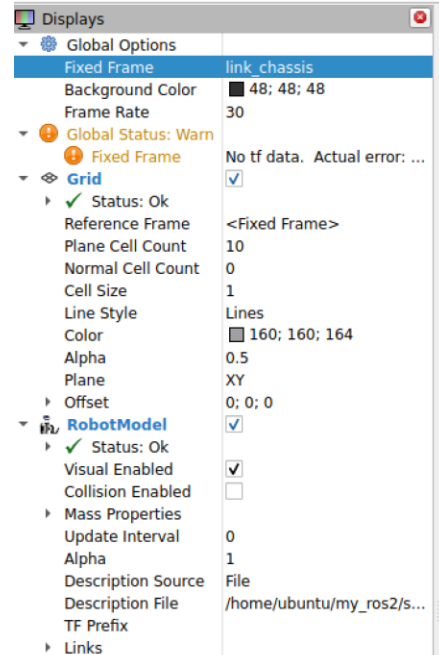 Displays
Global Options
Fixed Frame link_chassis
Background Color 48; 48; 48
Frame Rate 30
Global Status: Warn
Fixed Frame No tf data. Actual error: ...
Grid
Status: Ok
Reference Frame <Fixed Frame>
Plane Cell Count 10
Normal Cell Count 0
Cell Size 1
Line Style Lines
Color 160; 160; 164
Alpha 0.5
Plane XY
Offset 0; 0; 0
RobotModel
Status: Ok
Visual Enabled
Collision Enabled
Mass Properties
Update Interval 0
Alpha 1
Description Source File
Description File /home/ubuntu/my_ros2/s...
TF Prefix
Links